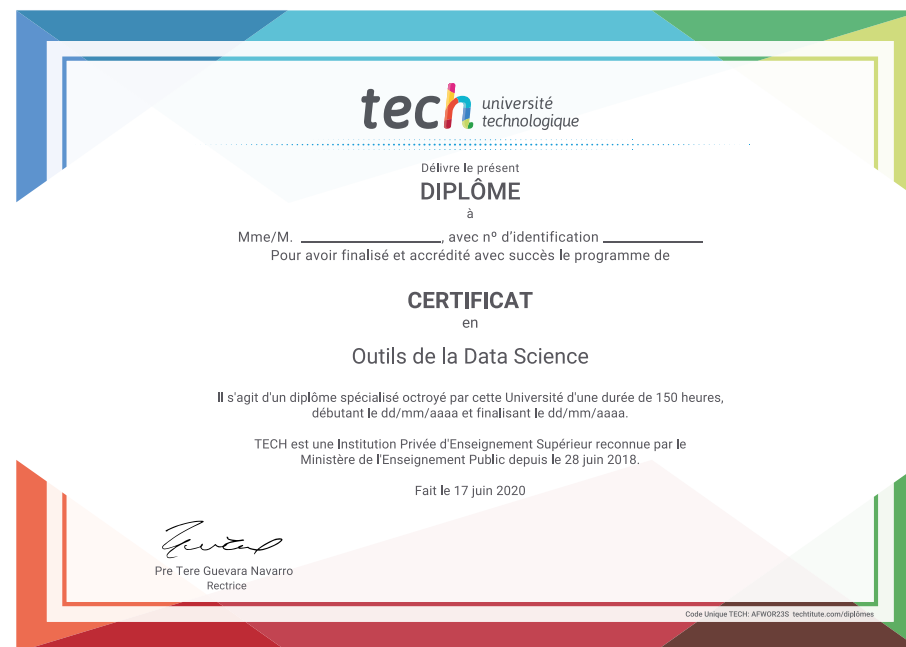 tech université
technologique
Délivre le présent
DIPLÔME
à
Mme/M. ____________________, avec nº d'identification ______________
Pour avoir finalisé et accrédité avec succès le programme de
CERTIFICAT
en
Outils de la Data Science
Il s'agit d'un diplôme spécialisé octroyé par cette Université d'une durée de 150 heures,
débutant le dd/mm/aaaa et finalisant le dd/mm/aaaa.
TECH est une Institution Privée d'Enseignement Supérieur reconnue par le
Ministère de l'Enseignement Public depuis le 28 juin 2018.
Fait le 17 juin 2020
Pre Tere Guevara Navarro
Rectrice
Code Unique TECH: AFWOR23S techtitute.com/diplômes